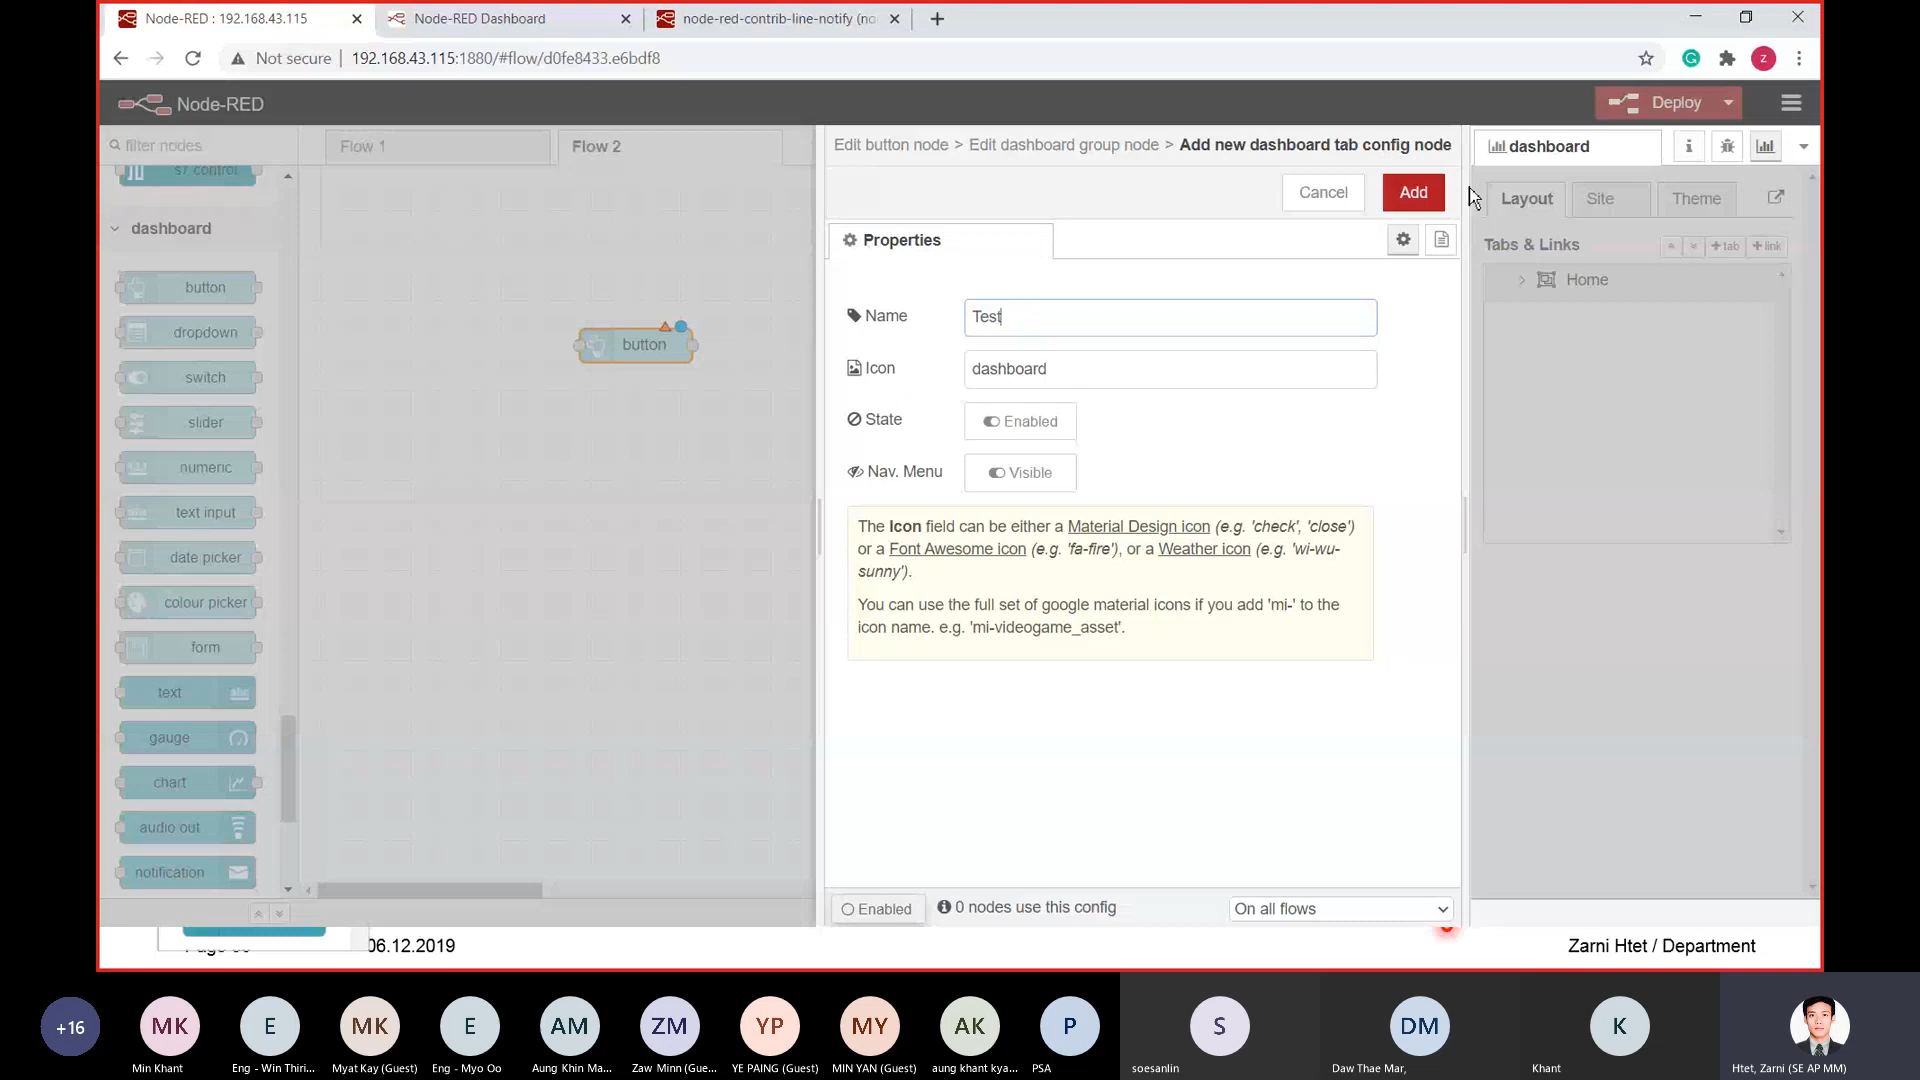 Node-RED : 192.168.43.115
Node-RED Dashboard
node-red-contrib-line-notify (no
Not secure
192.168.43.115:1880/#flow/d0fe8433.e6bdf8
Z
Node-RED
Deploy
filter nodes
Flow 1
Flow 2
Edit button node > Edit dashboard group node > Add new dashboard tab config node
dashboard
s7 control
Cancel
Add
Layout
Site
Theme
dashboard
Properties
Tabs & Links
tab
link
Home
button
dropdown
switch
slider
numeric
text input
date picker
colour picker
form
text
gauge
chart
audio out
notification
button
Name
Test
Icon
dashboard
State
Enabled
Nav. Menu
Visible
The Icon field can be either a Material Design icon (e.g. 'check', 'close')
or a Font Awesome icon (e.g. 'fa-fire'), or a Weather icon (e.g. 'wi-wu-
sunny').
You can use the full set of google material icons if you add 'mi-' to the
icon name. e.g. 'mi-videogame_asset'.
Enabled
0 nodes use this config
On all flows
06.12.2019
Zarni Htet / Department
+16
MK
E
MK
E
AM
ZM
YP
MY
AK
P
S
DM
K
Min Khant
Eng - Win Thiri...
Myat Kay (Guest)
Eng - Myo Oo
Aung Khin Ma...
Zaw Minn (Gue...
YE PAING (Guest)
MIN YAN (Guest)
aung khant kya...
PSA
soesanlin
Daw Thae Mar,
Khant
Htet, Zarni (SE AP MM)